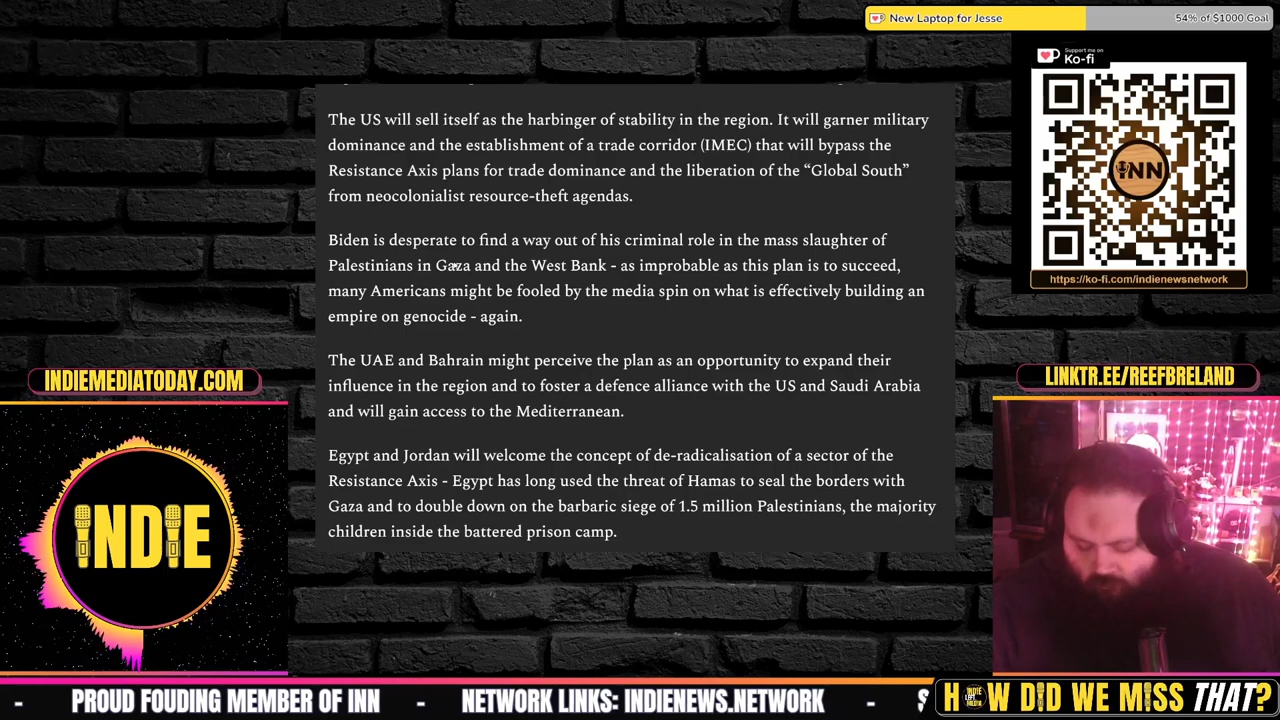 New Laptop for Jesse
54% of $1000 Goal
Support me on
Ko-fi
iNN
https://ko-fi.com/indienewsnetwork
The US will sell itself as the harbinger of stability in the region. It will garner military
dominance and the establishment of a trade corridor (IMEC) that will bypass the
Resistance Axis plans for trade dominance and the liberation of the “Global South”
from neocolonialist resource-theft agendas.
Biden is desperate to find a way out of his criminal role in the mass slaughter of
Palestinians in Gaza and the West Bank - as improbable as this plan is to succeed,
many Americans might be fooled by the media spin on what is effectively building an
empire on genocide - again.
The UAE and Bahrain might perceive the plan as an opportunity to expand their
influence in the region and to foster a defence alliance with the US and Saudi Arabia
and will gain access to the Mediterranean.
Egypt and Jordan will welcome the concept of de-radicalisation of a sector of the
Resistance Axis - Egypt has long used the threat of Hamas to seal the borders with
Gaza and to double down on the barbaric siege of 1.5 million Palestinians, the majority
children inside the battered prison camp.
INDIEMEDIATODAY.COM
INDIE
LINKTR.EE/REEFBRELAND
- PROUD FOUDING MEMBER OF INN - NETWORK LINKS: INDIENEWS.NETWORK - $
HOW DID WE MISS THAT?